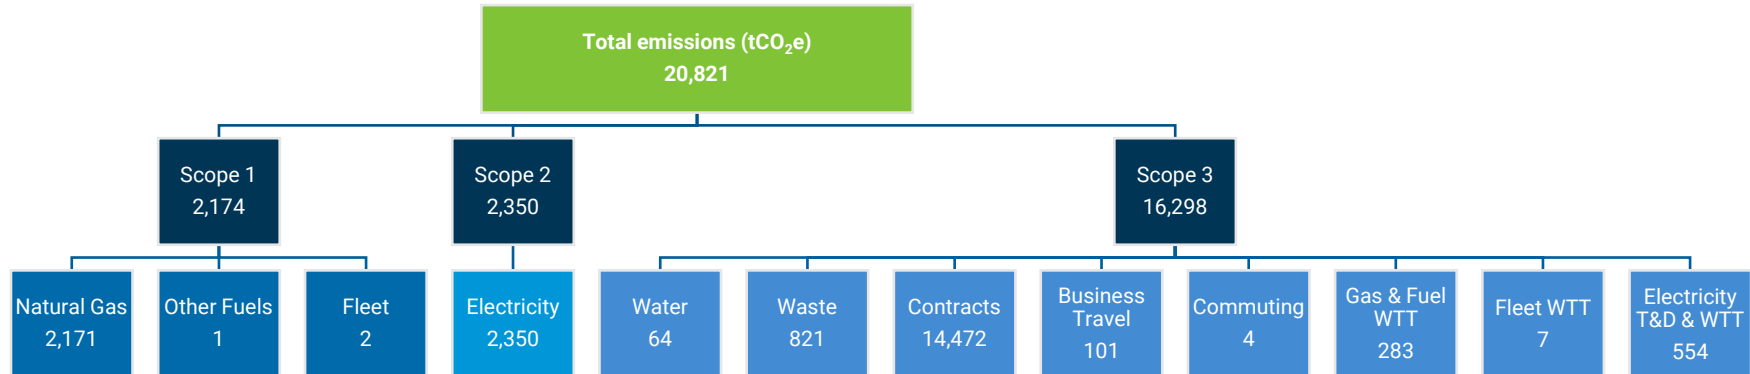 Total emissions (tCO₂e)
20,821
Scope 1
2,174
Scope 2
2,350
Scope 3
16,298
Natural Gas
2,171
Other Fuels
1
Fleet
2
Electricity
2,350
Water
64
Waste
821
Contracts
14,472
Business
Travel
101
Commuting
4
Gas & Fuel
WTT
283
Fleet WTT
7
Electricity
T&D & WTT
554